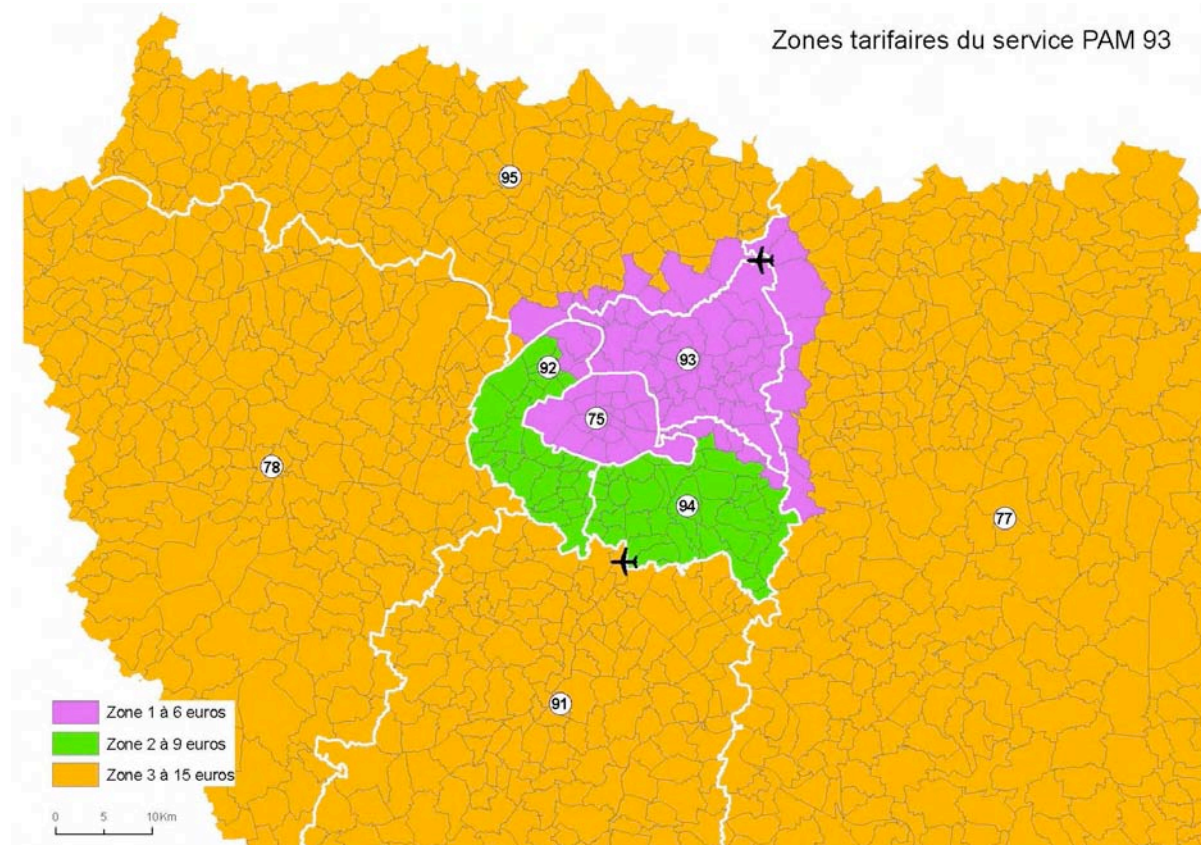 Zones tarifaires du service PAM 93
95
93
92
75
78
94
77
91
Zone 1 à 6 euros
Zone 2 à 9 euros
Zone 3 à 15 euros
0 5 10Km